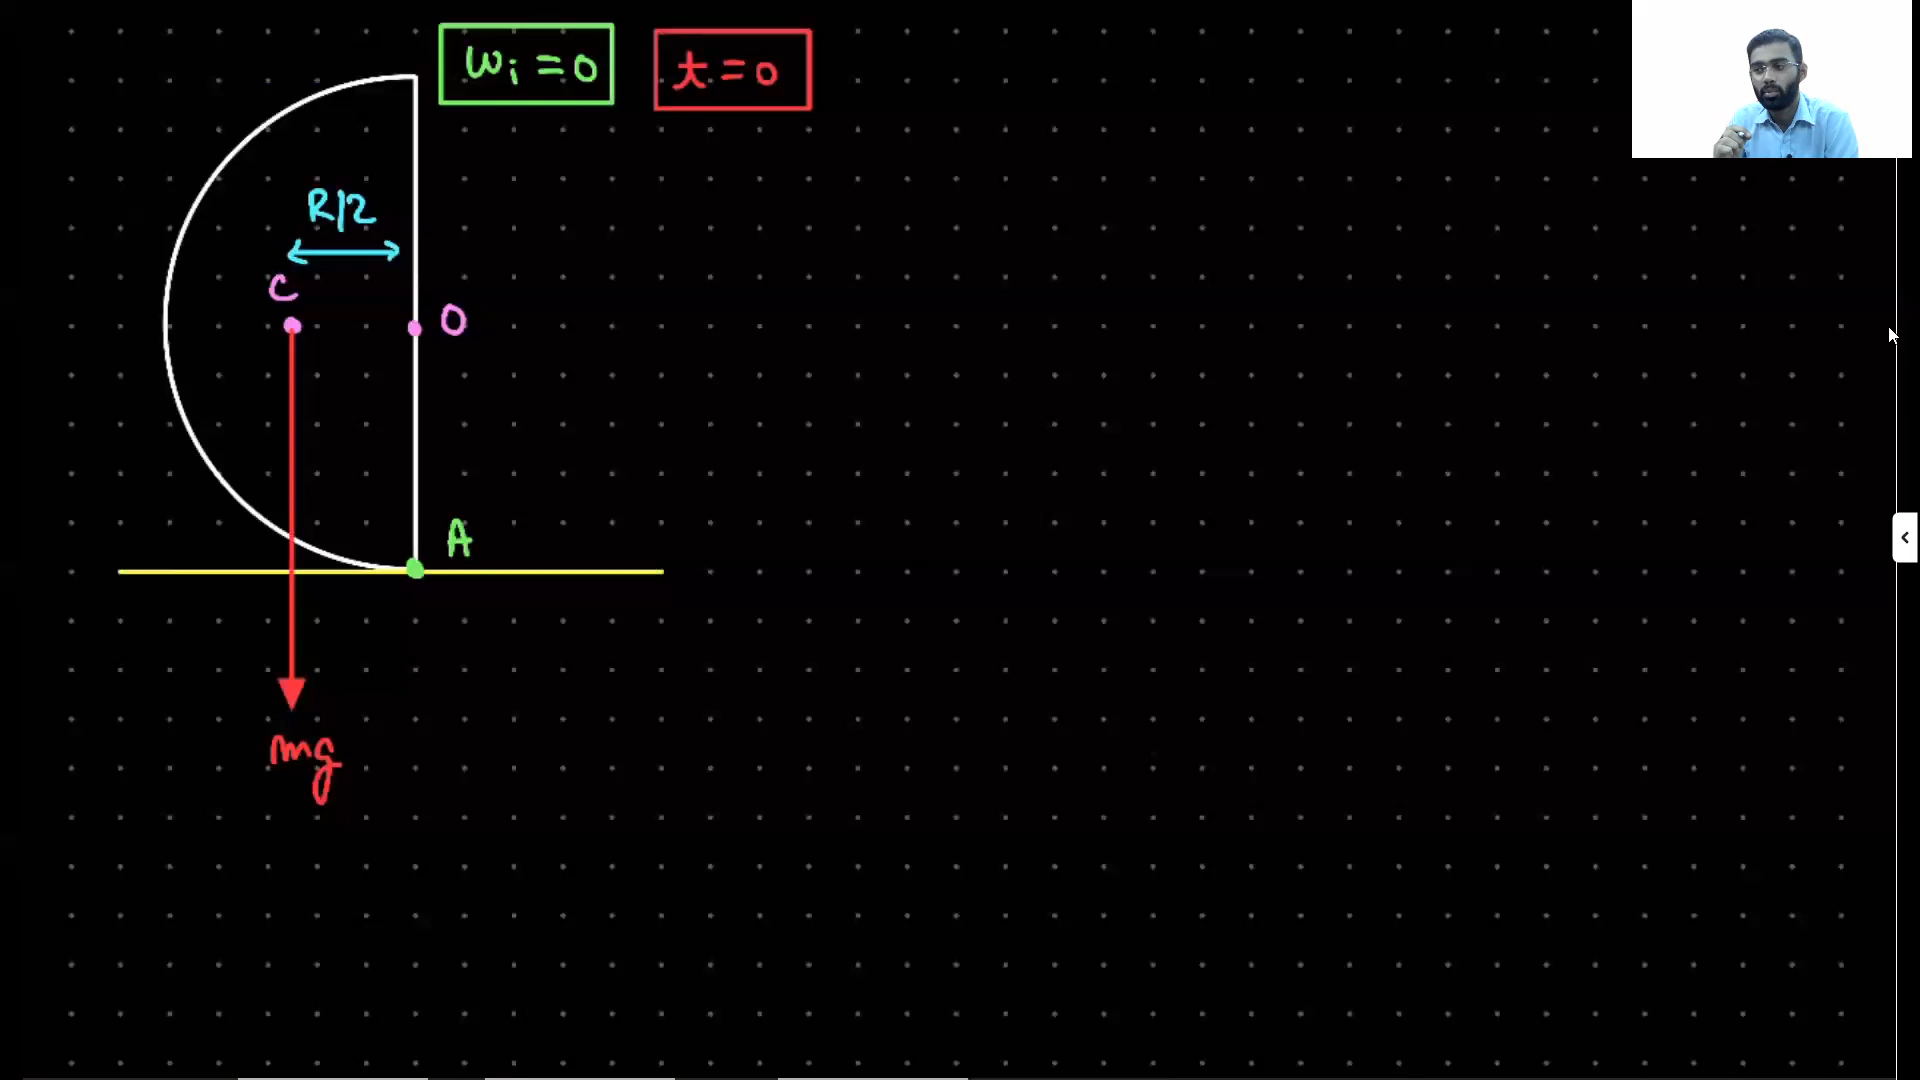 ωi = 0
t = 0
R/2
C
O
A
mg